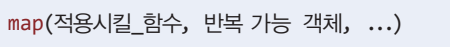 map(적용시킬_함수, 반복 가능 객체, ...)